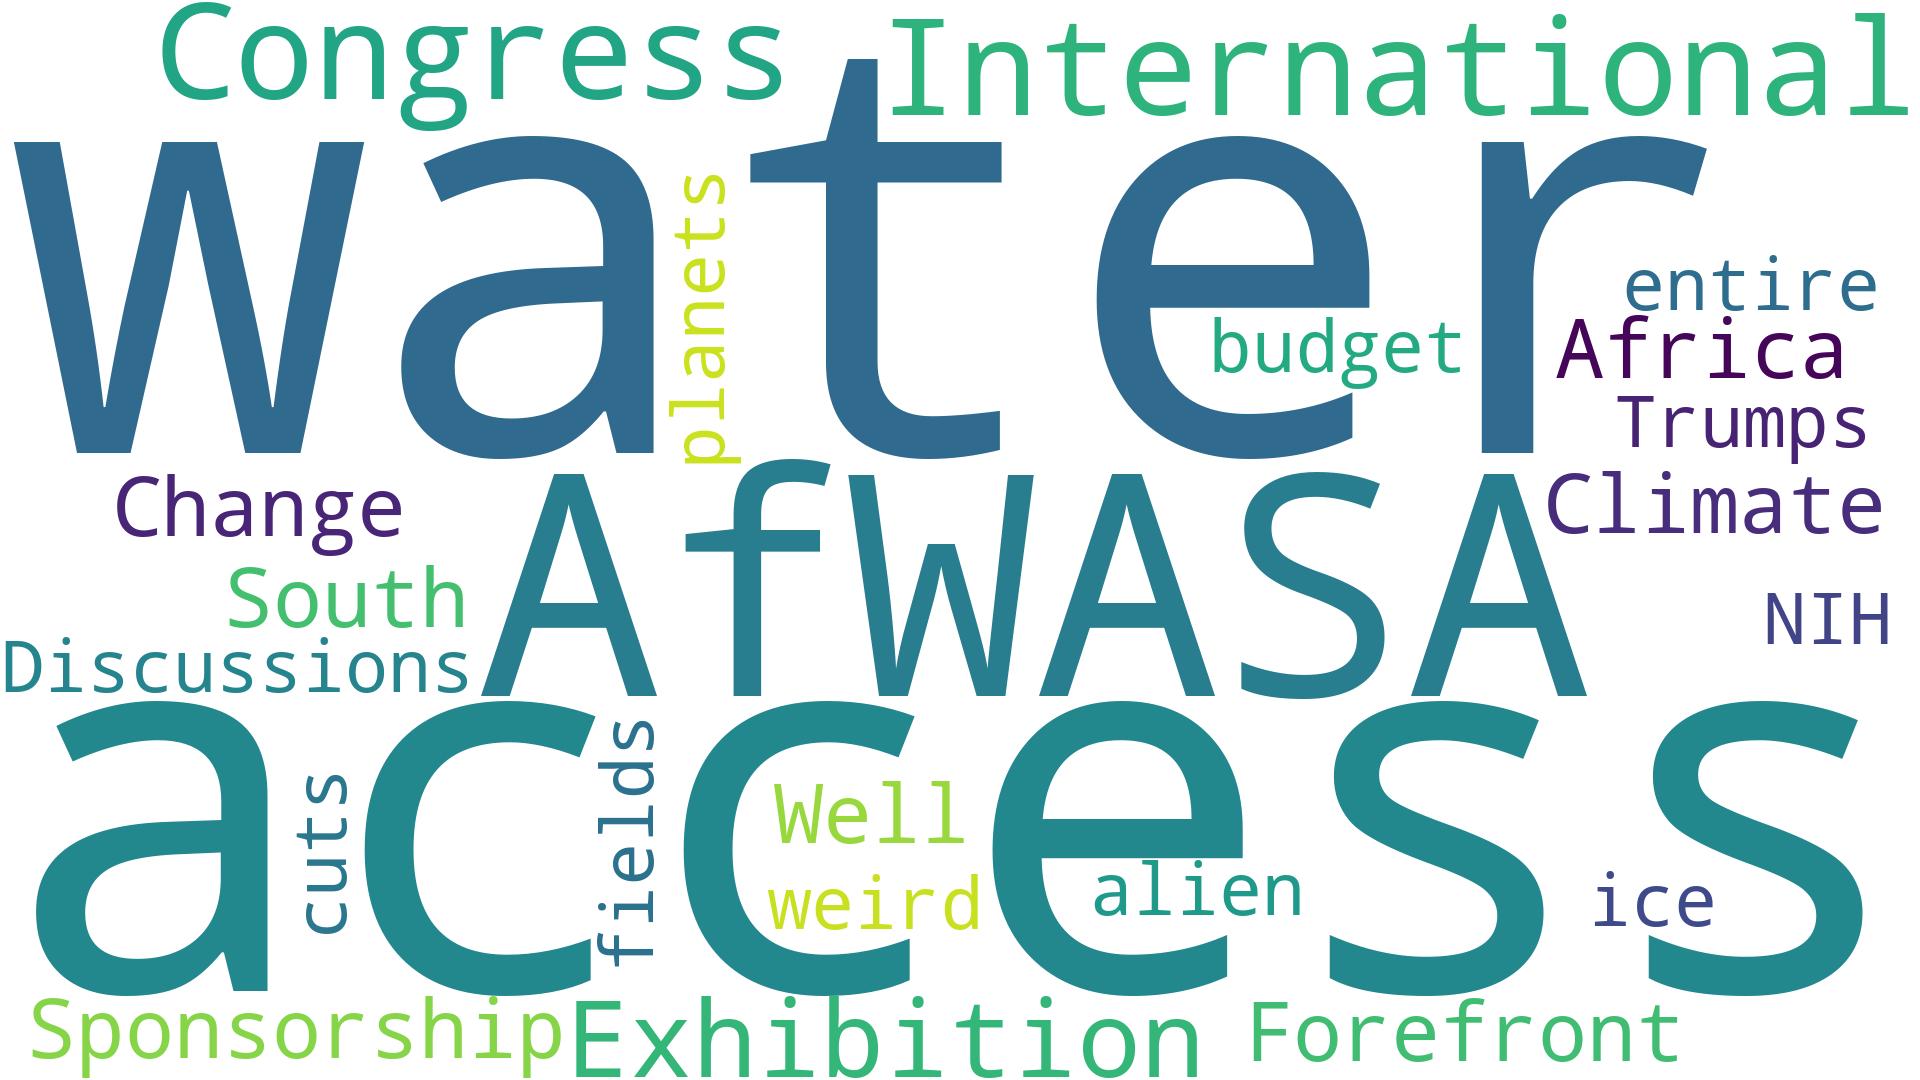 Congress International
water
planets
entire
budget
Africa
Trumps
Change
AfWASA
Climate
South
NIH
Discussions
access
cuts
fields
Well
weird
alien
ice
Sponsorship
Exhibition
Forefront